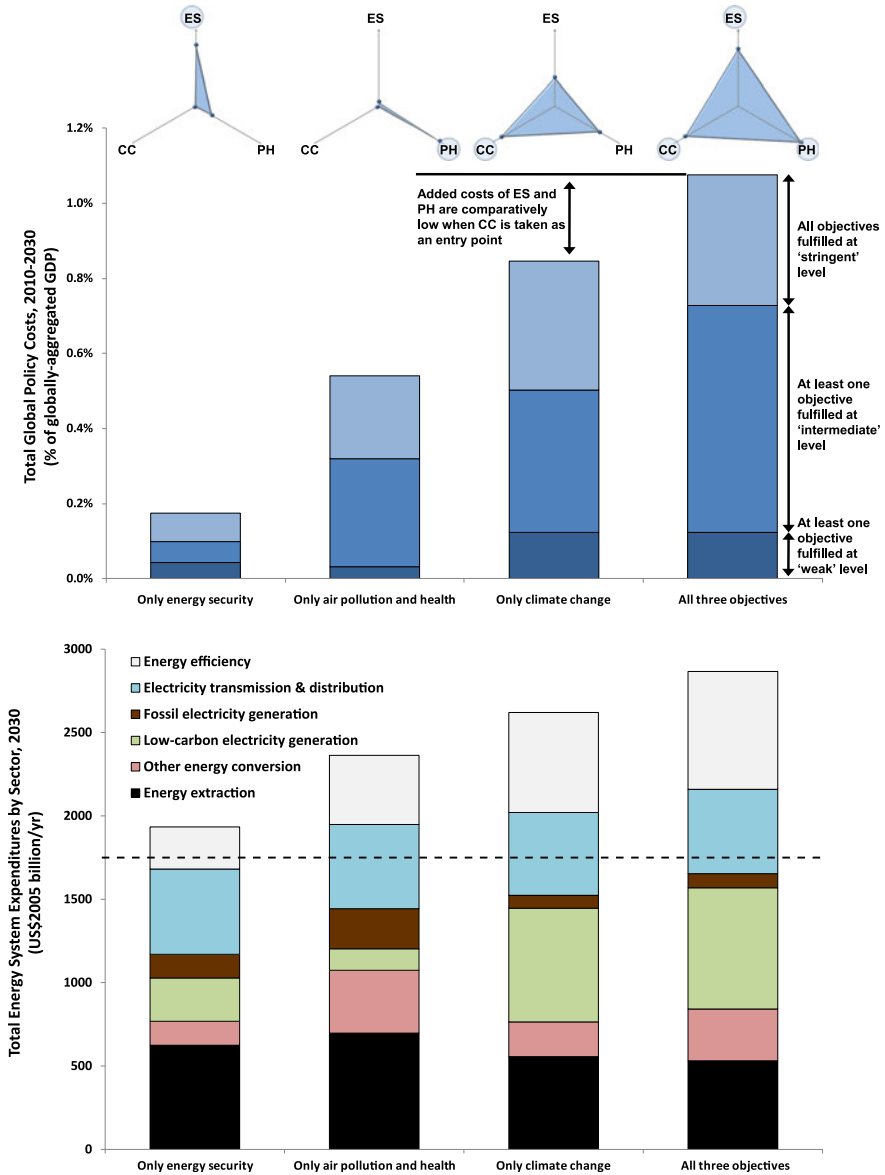 ES
ES
ES
ES
CC
PH
CC
PH
CC
PH
CC
PH
Total Global Policy Costs, 2010-2030
(% of globally-aggregated GDP)
1.2%
1.0%
0.8%
0.6%
0.4%
0.2%
0.0%
Added costs of ES and
PH are comparatively
low when CC is taken as
an entry point
All objectives
fulfilled at
‘stringent’
level
At least one
objective
fulfilled at
‘intermediate’
level
At least one
objective
fulfilled at
‘weak’ level
Only energy security
Only air pollution and health
Only climate change
All three objectives
Total Energy System Expenditures by Sector, 2030
(US$2005 billion/yr)
3000
2500
2000
1500
1000
500
0
Energy efficiency
Electricity transmission & distribution
Fossil electricity generation
Low-carbon electricity generation
Other energy conversion
Energy extraction
Only energy security
Only air pollution and health
Only climate change
All three objectives